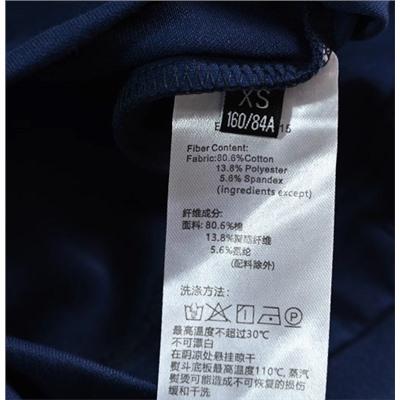 XS
160/84A
Fiber Content:
Fabric:80.6%Cotton
13.8%Polyester
5.6%Spandex
(ingredients except)
纤维成分:
面料: 80.6%棉
13.8%聚酯纤维
5.6%氨纶
(配料除外)
洗涤方法:
最高温度不超过30℃
不可漂白
在阴凉处悬挂晾干
熨斗底板最高温度110℃, 蒸汽
熨烫可能造成不可恢复的损伤
缓和干洗